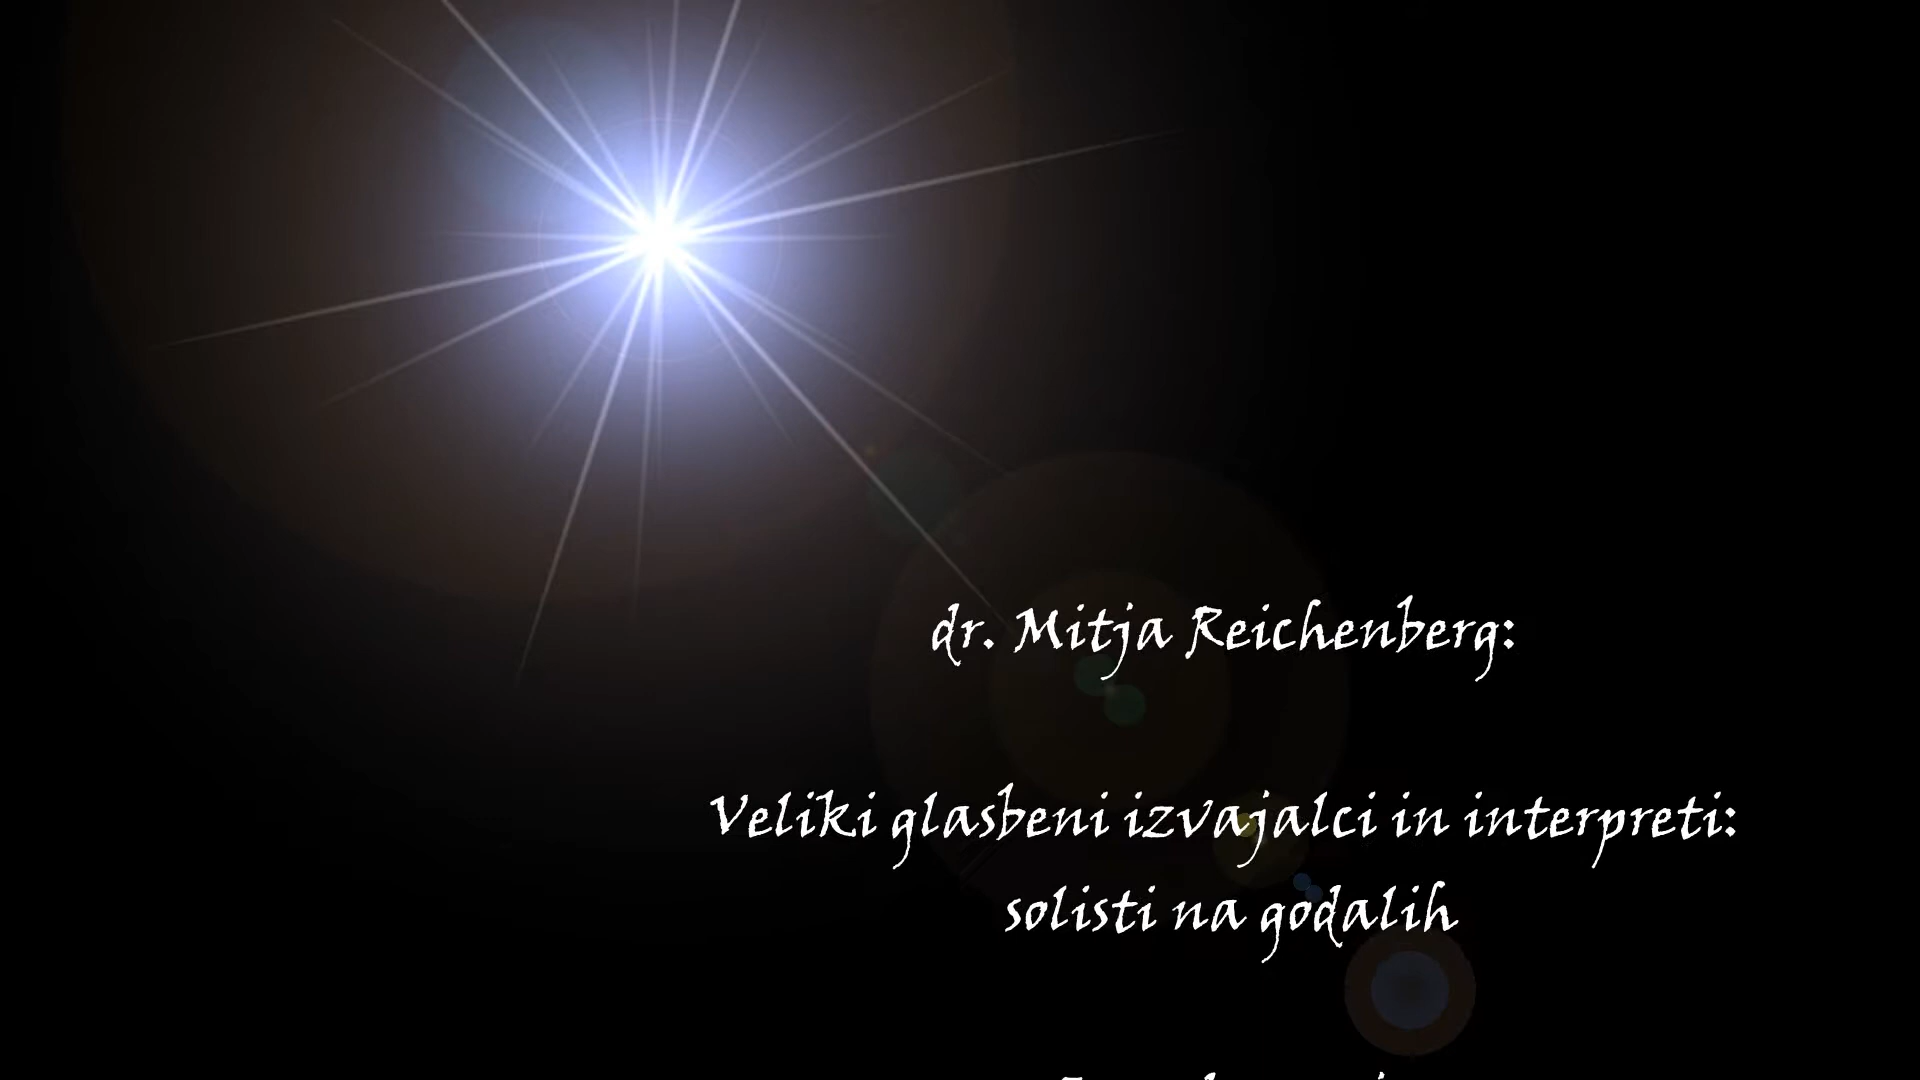 dr. Mitja Reichenberg:
Veliki glasbeni izvajalci in interpreti:
solisti na godalih